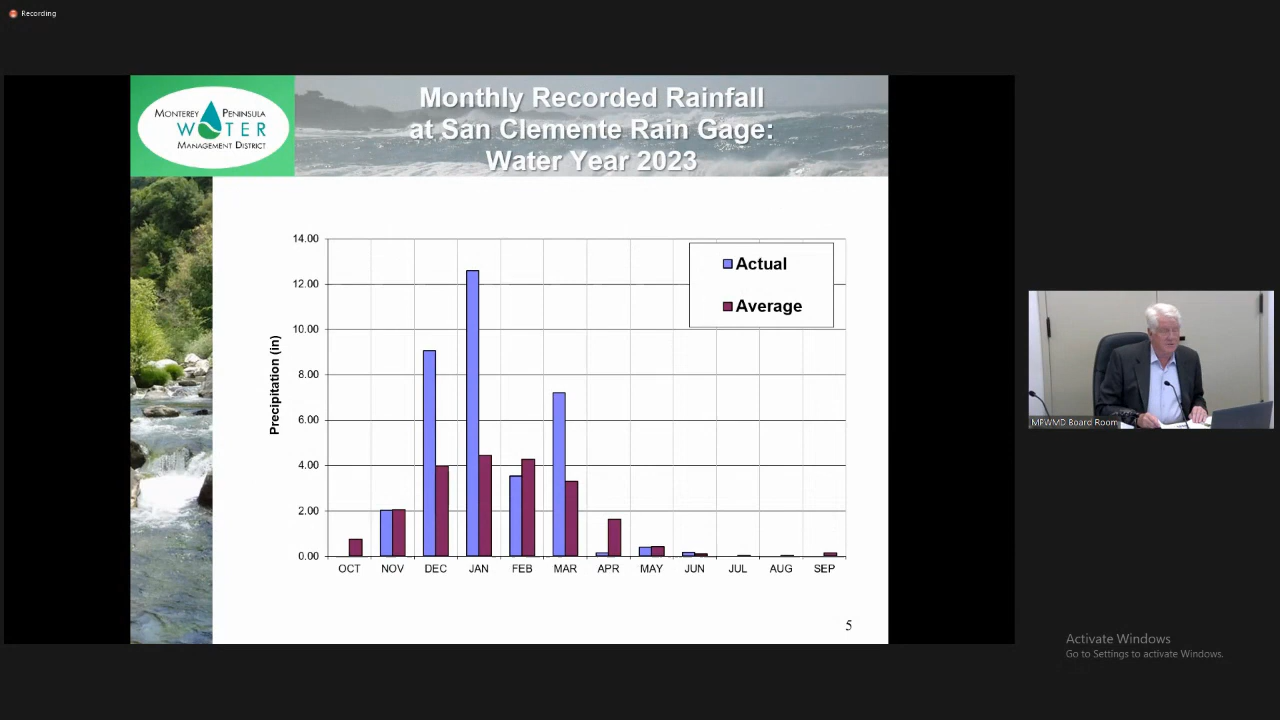 Recording
MONTEREY PENINSULA
WATER
MANAGEMENT DISTRICT
Monthly Recorded Rainfall
at San Clemente Rain Gage:
Water Year 2023
14.00
12.00
10.00
8.00
6.00
4.00
2.00
0.00
Precipitation (in)
Actual
Average
OCT NOV DEC JAN FEB MAR APR MAY JUN JUL AUG SEP
5
MPWMD Board Room
Activate Windows
Go to Settings to activate Windows.